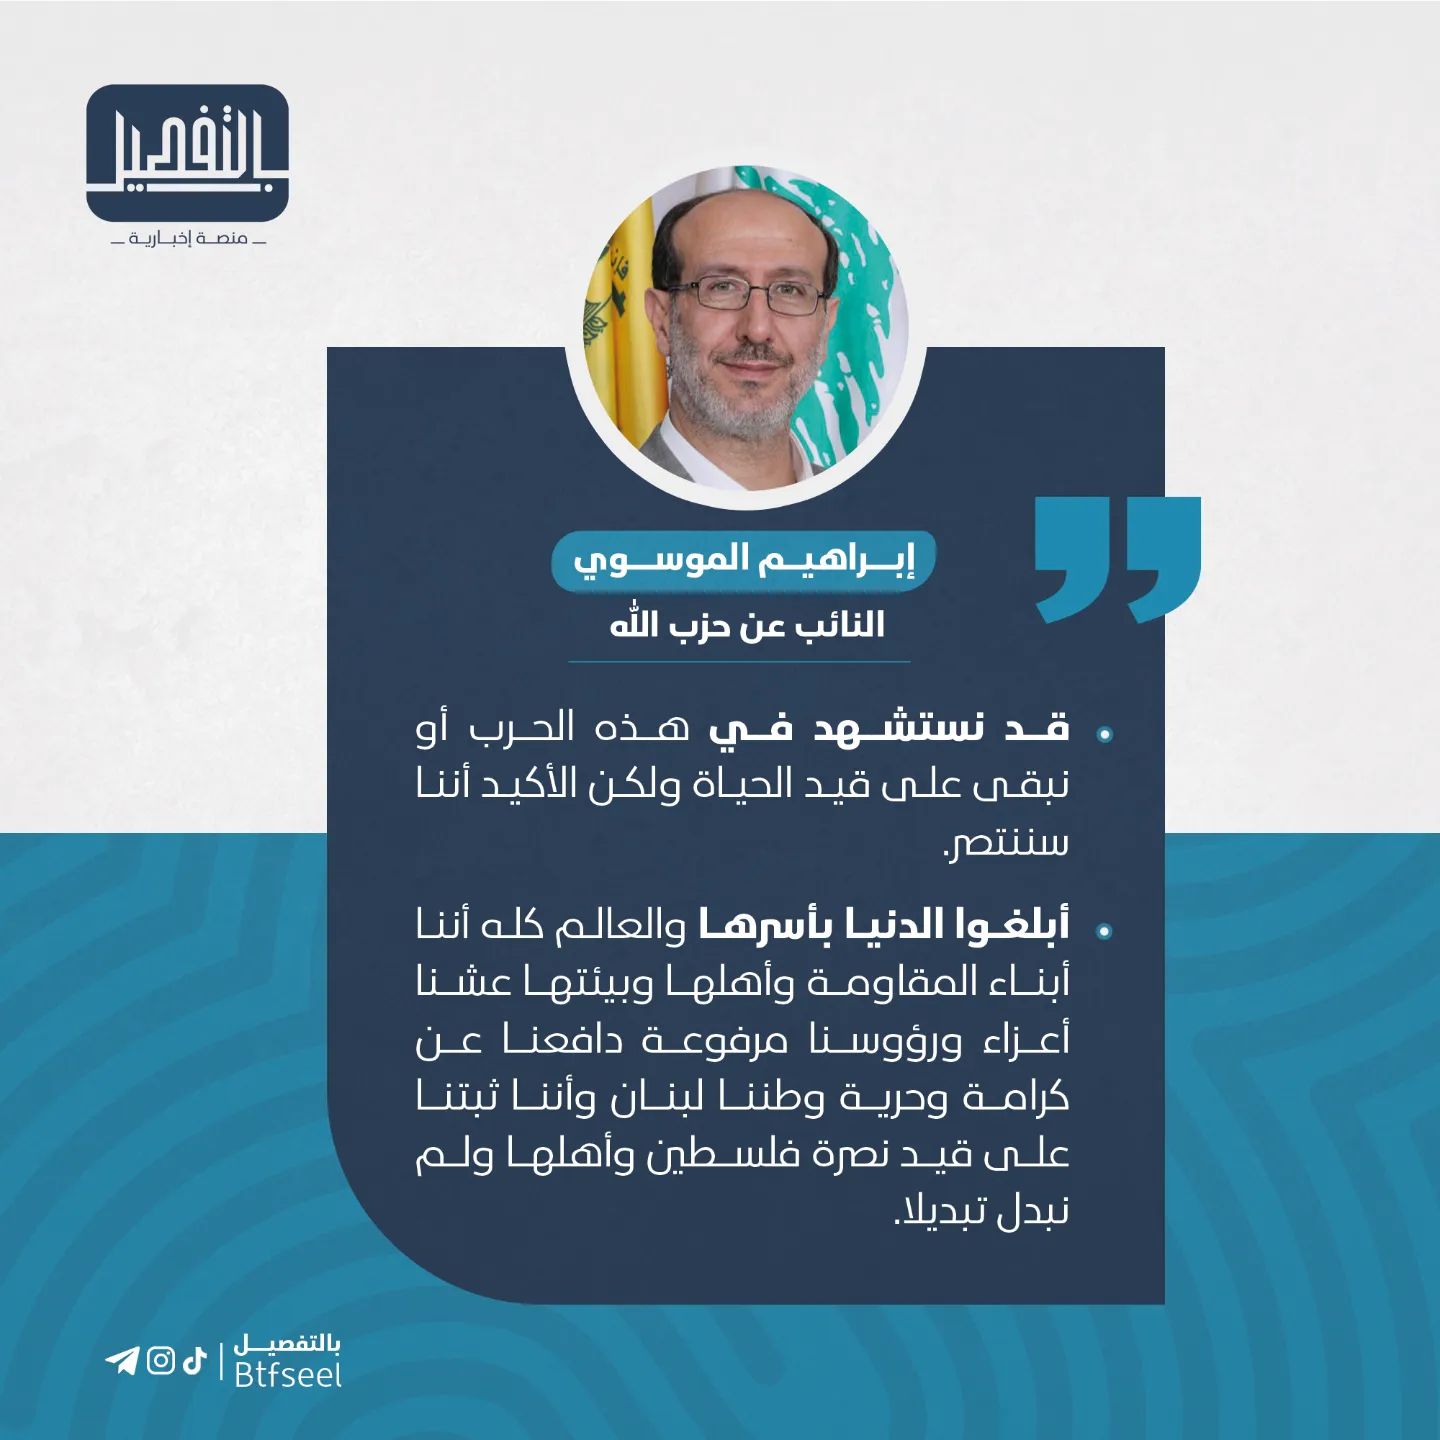 بالتفصيل
منصة إخبارية
إبراهيم الموسوي
النائب عن حزب الله
قد نستشهد في هذه الحرب أو
نبقى على قيد الحياة ولكن الأكيد أننا
سننتصر.
أبلغوا الدنيا بأسرها والعالم كله أننا
أبناء المقاومة وأهلها وبيئتها عشنا
أعزاء ورؤوسنا مرفوعة دافعنا عن
كرامة وحرية وطننا لبنان وأننا ثبتنا
على قيد نصرة فلسطين وأهلها ولم
نبدل تبديلا.
بالتفصيل
Btfseel